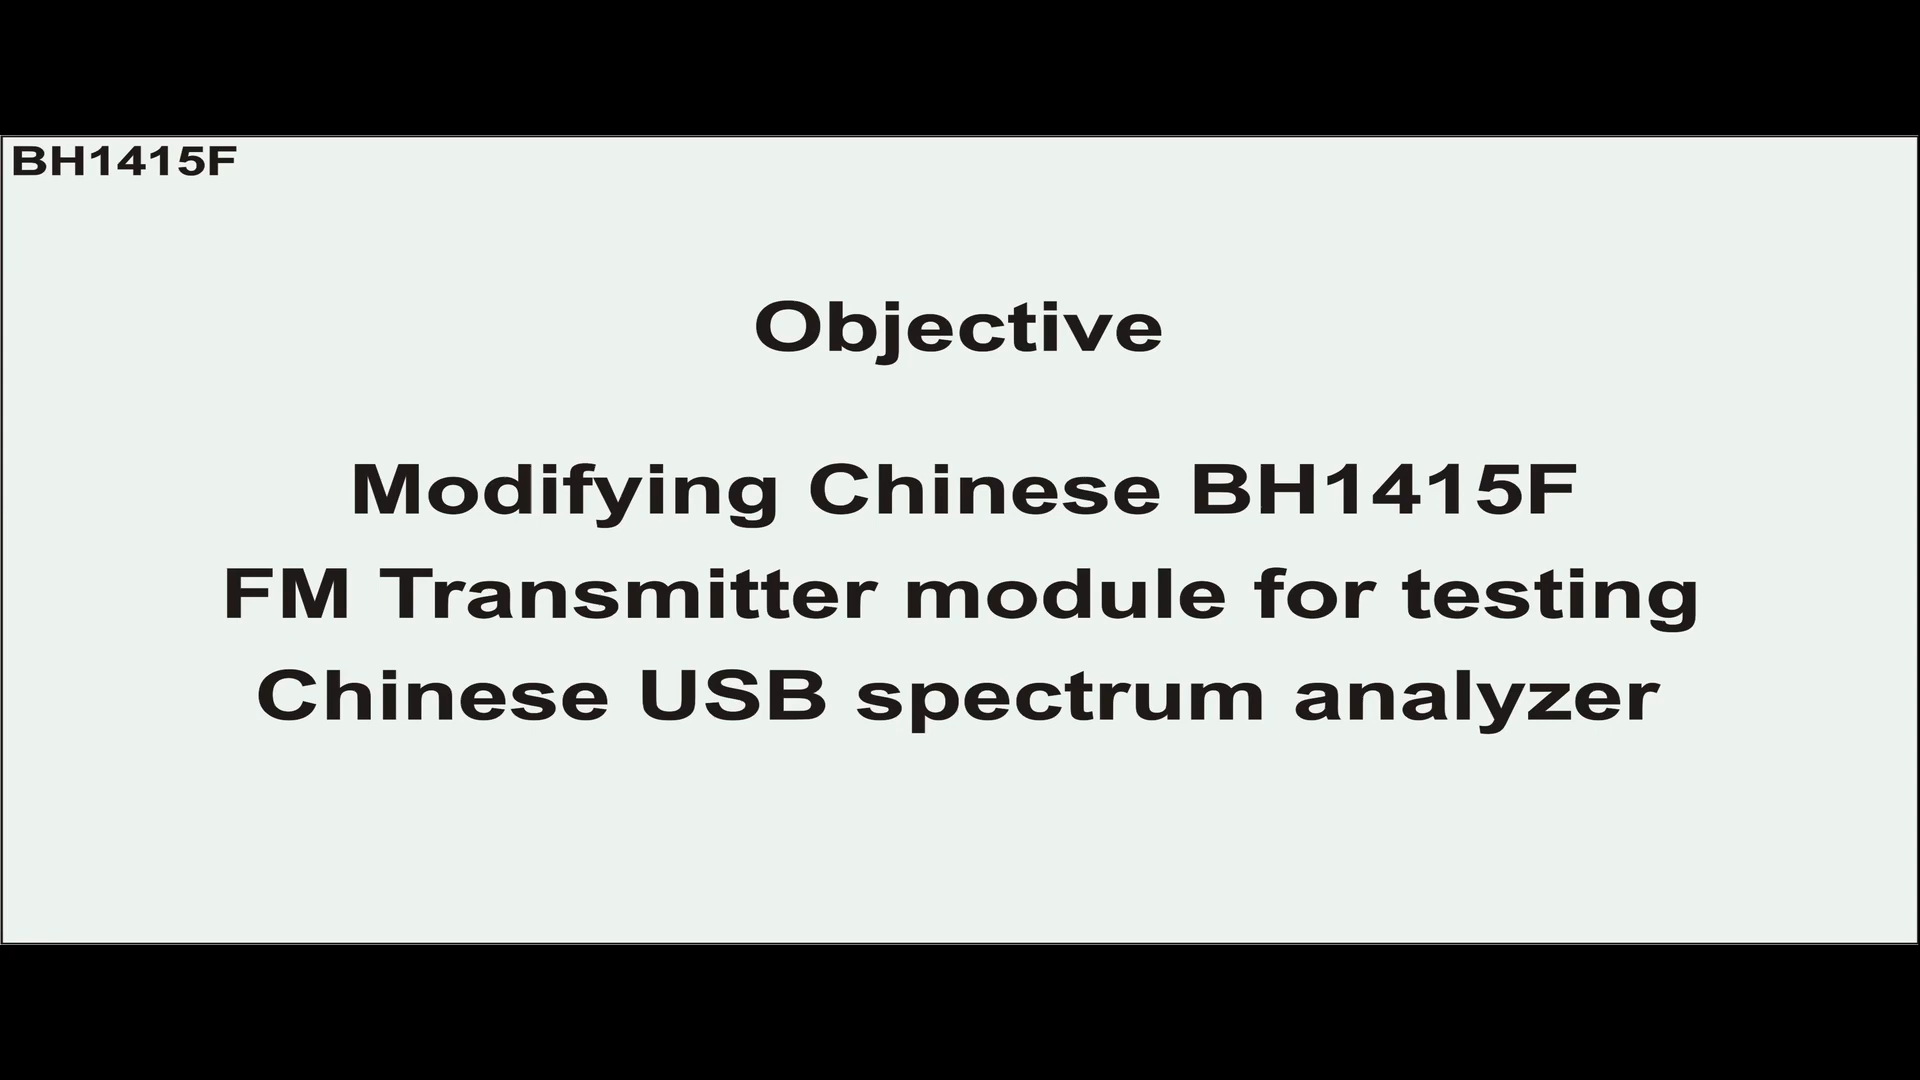 BH1415F
Objective
Modifying Chinese BH1415F
FM Transmitter module for testing
Chinese USB spectrum analyzer